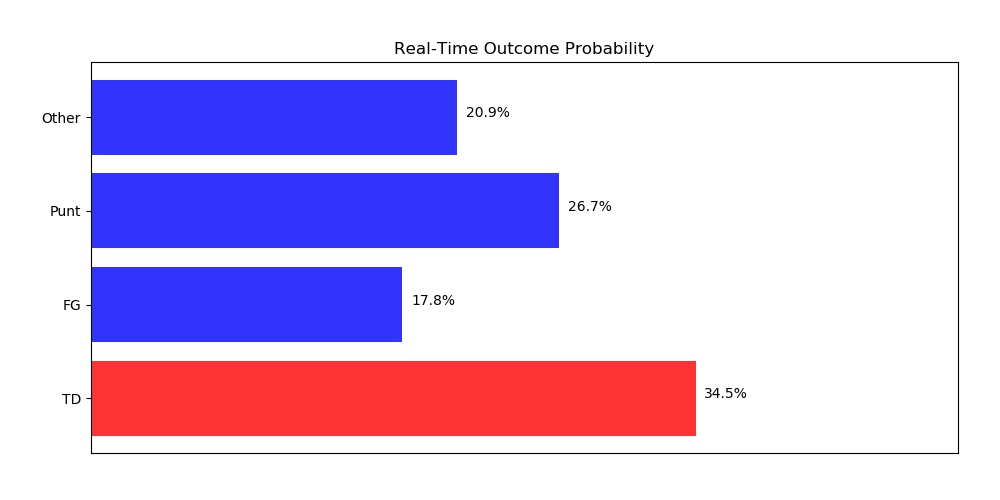 Real-Time Outcome Probability
Other
20.9%
Punt
26.7%
FG
17.8%
TD
34.5%